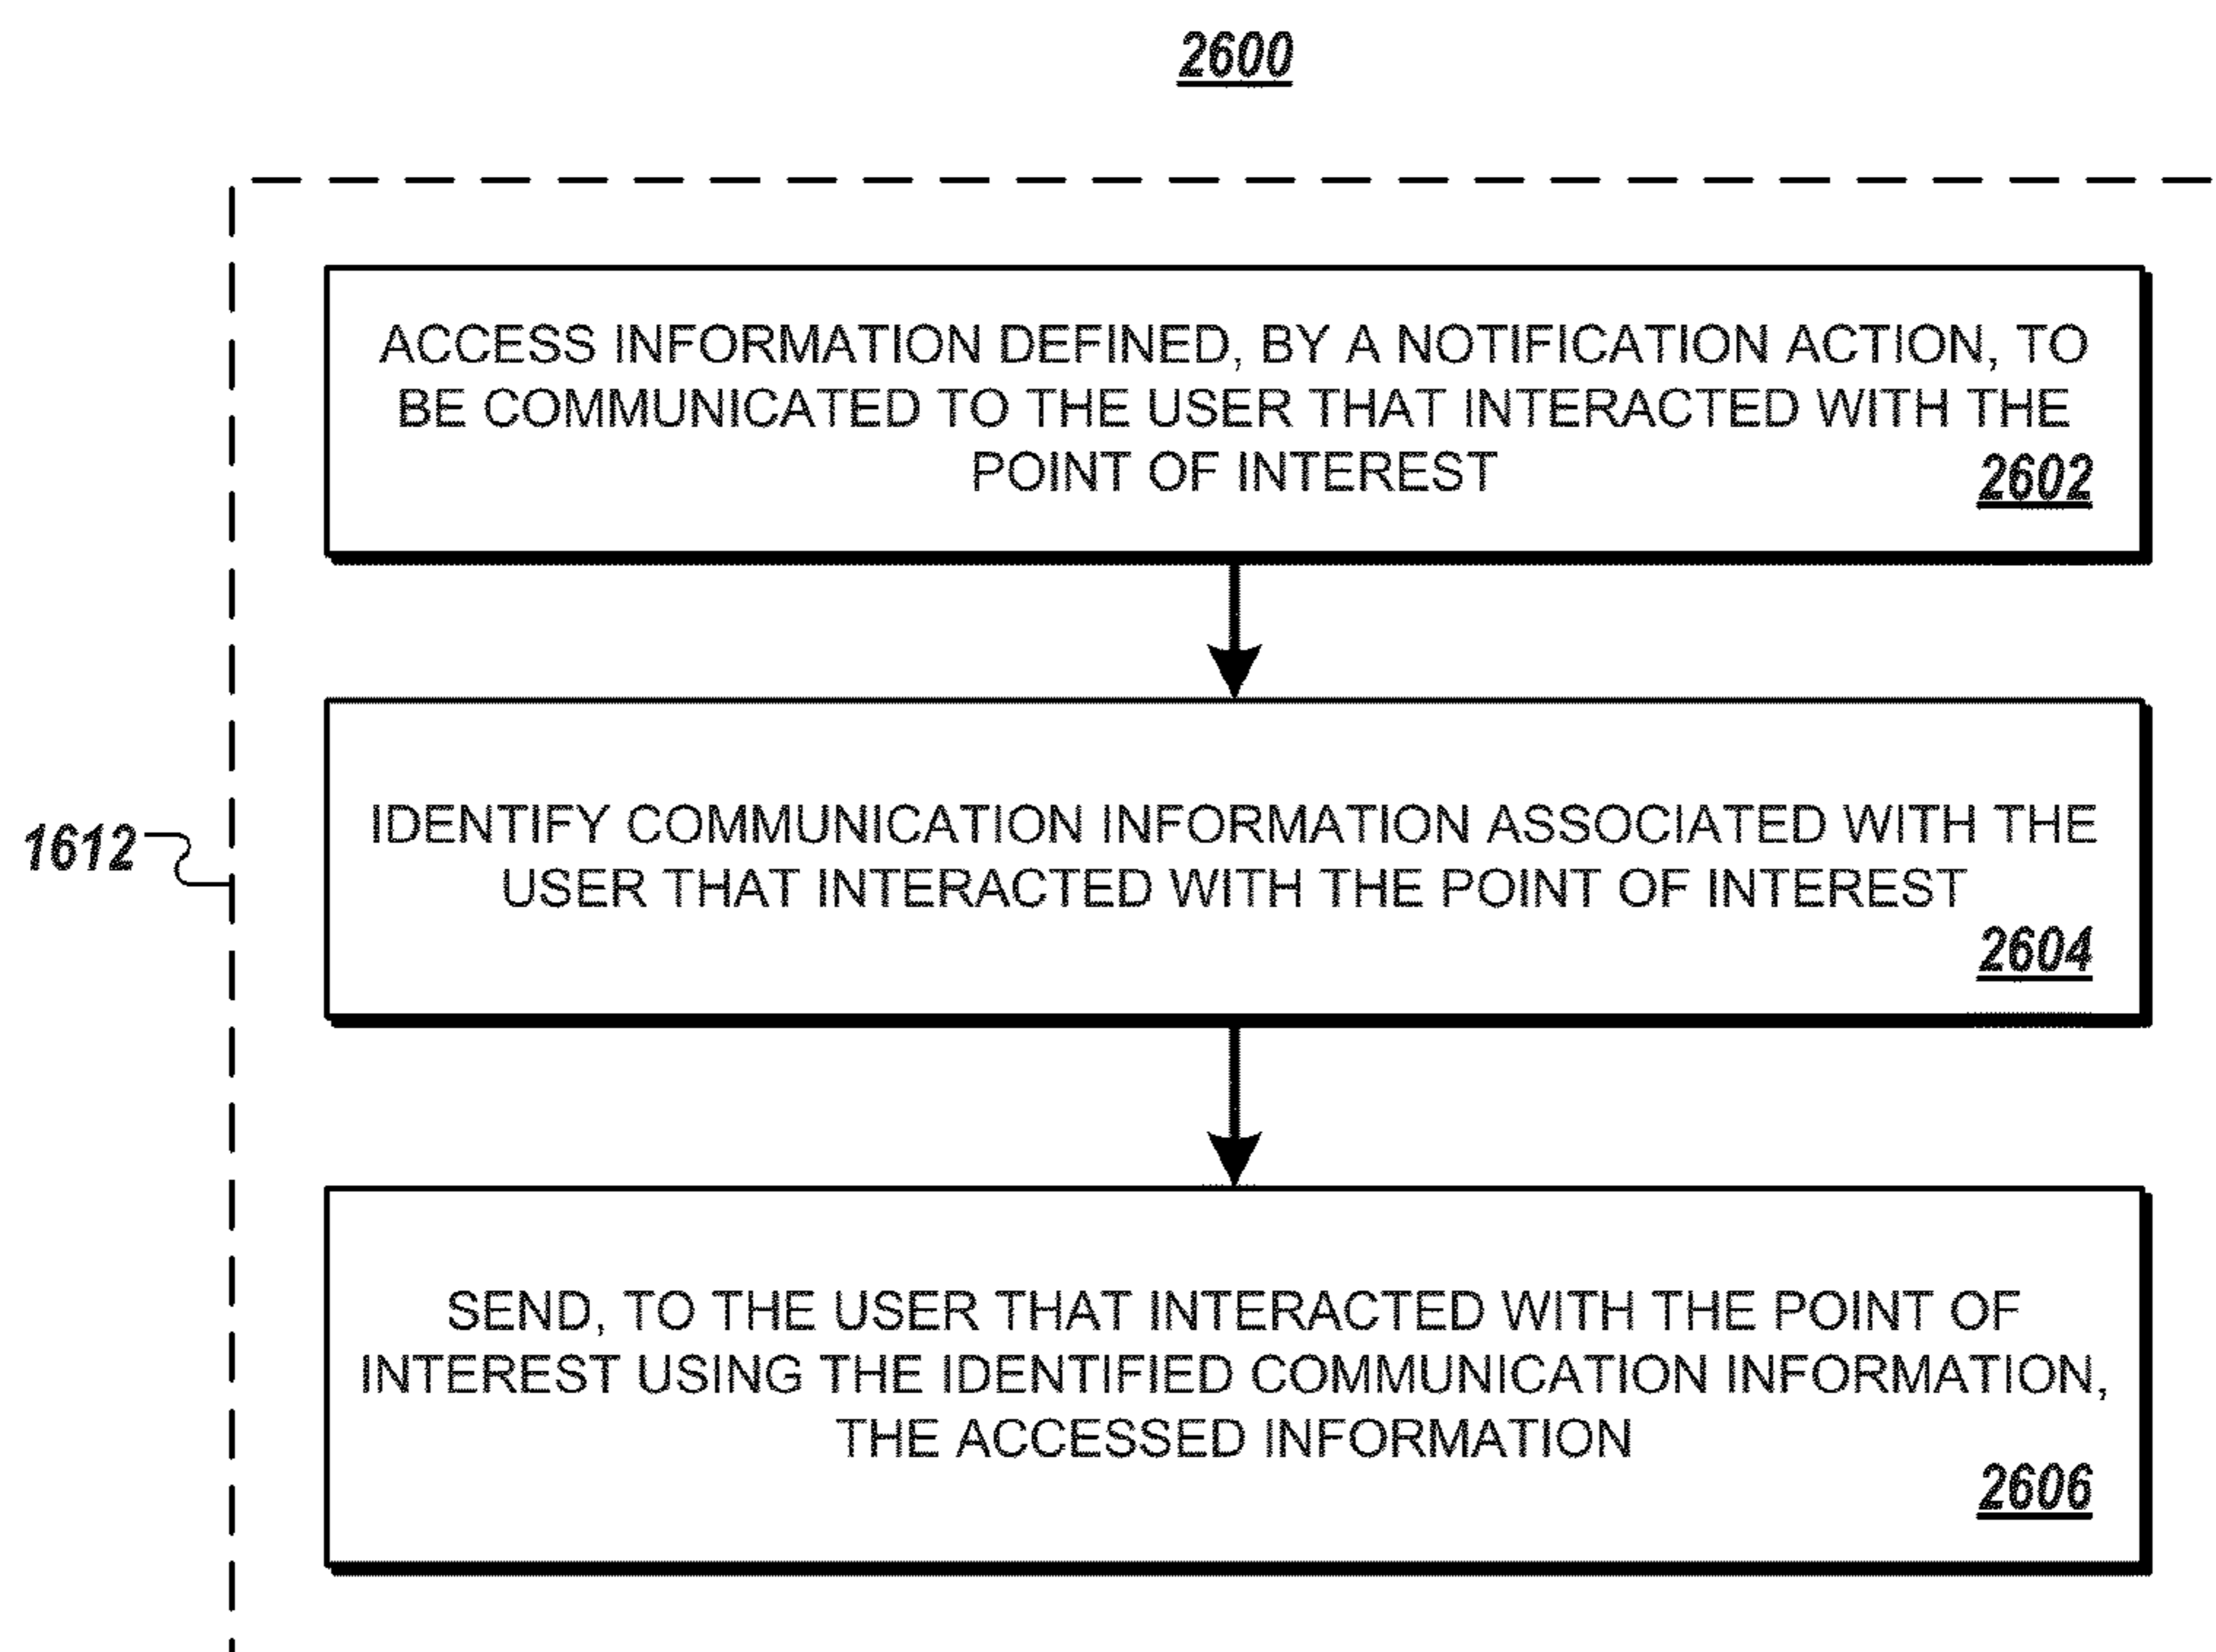 2600
ACCESS INFORMATION DEFINED, BY A NOTIFICATION ACTION, TO
BE COMMUNICATED TO THE USER THAT INTERACTED WITH THE
POINT OF INTEREST
2602
IDENTIFY COMMUNICATION INFORMATION ASSOCIATED WITH THE
USER THAT INTERACTED WITH THE POINT OF INTEREST
2604
1612
SEND, TO THE USER THAT INTERACTED WITH THE POINT OF
INTEREST USING THE IDENTIFIED COMMUNICATION INFORMATION,
THE ACCESSED INFORMATION
2606